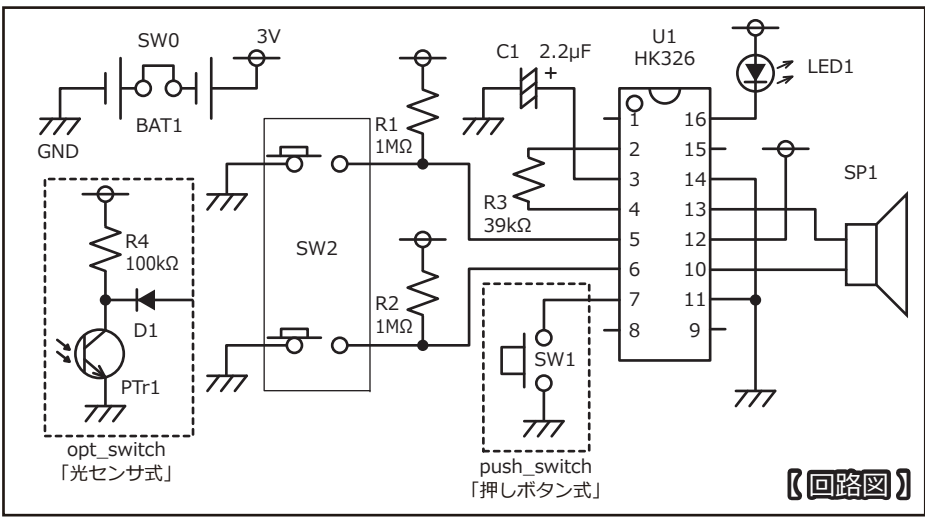 SW0
3V
BAT1
GND
C1 2.2μF
+
U1
HK326
LED1
R1
1MΩ
SW2
R2
1MΩ
R3
39kΩ
1
2
3
4
5
6
7
8
16
15
14
13
12
10
11
9
SP1
R4
100kΩ
D1
PTr1
opt_switch
「光センサ式」
SW1
push_switch
「押しボタン式」
【回路図】